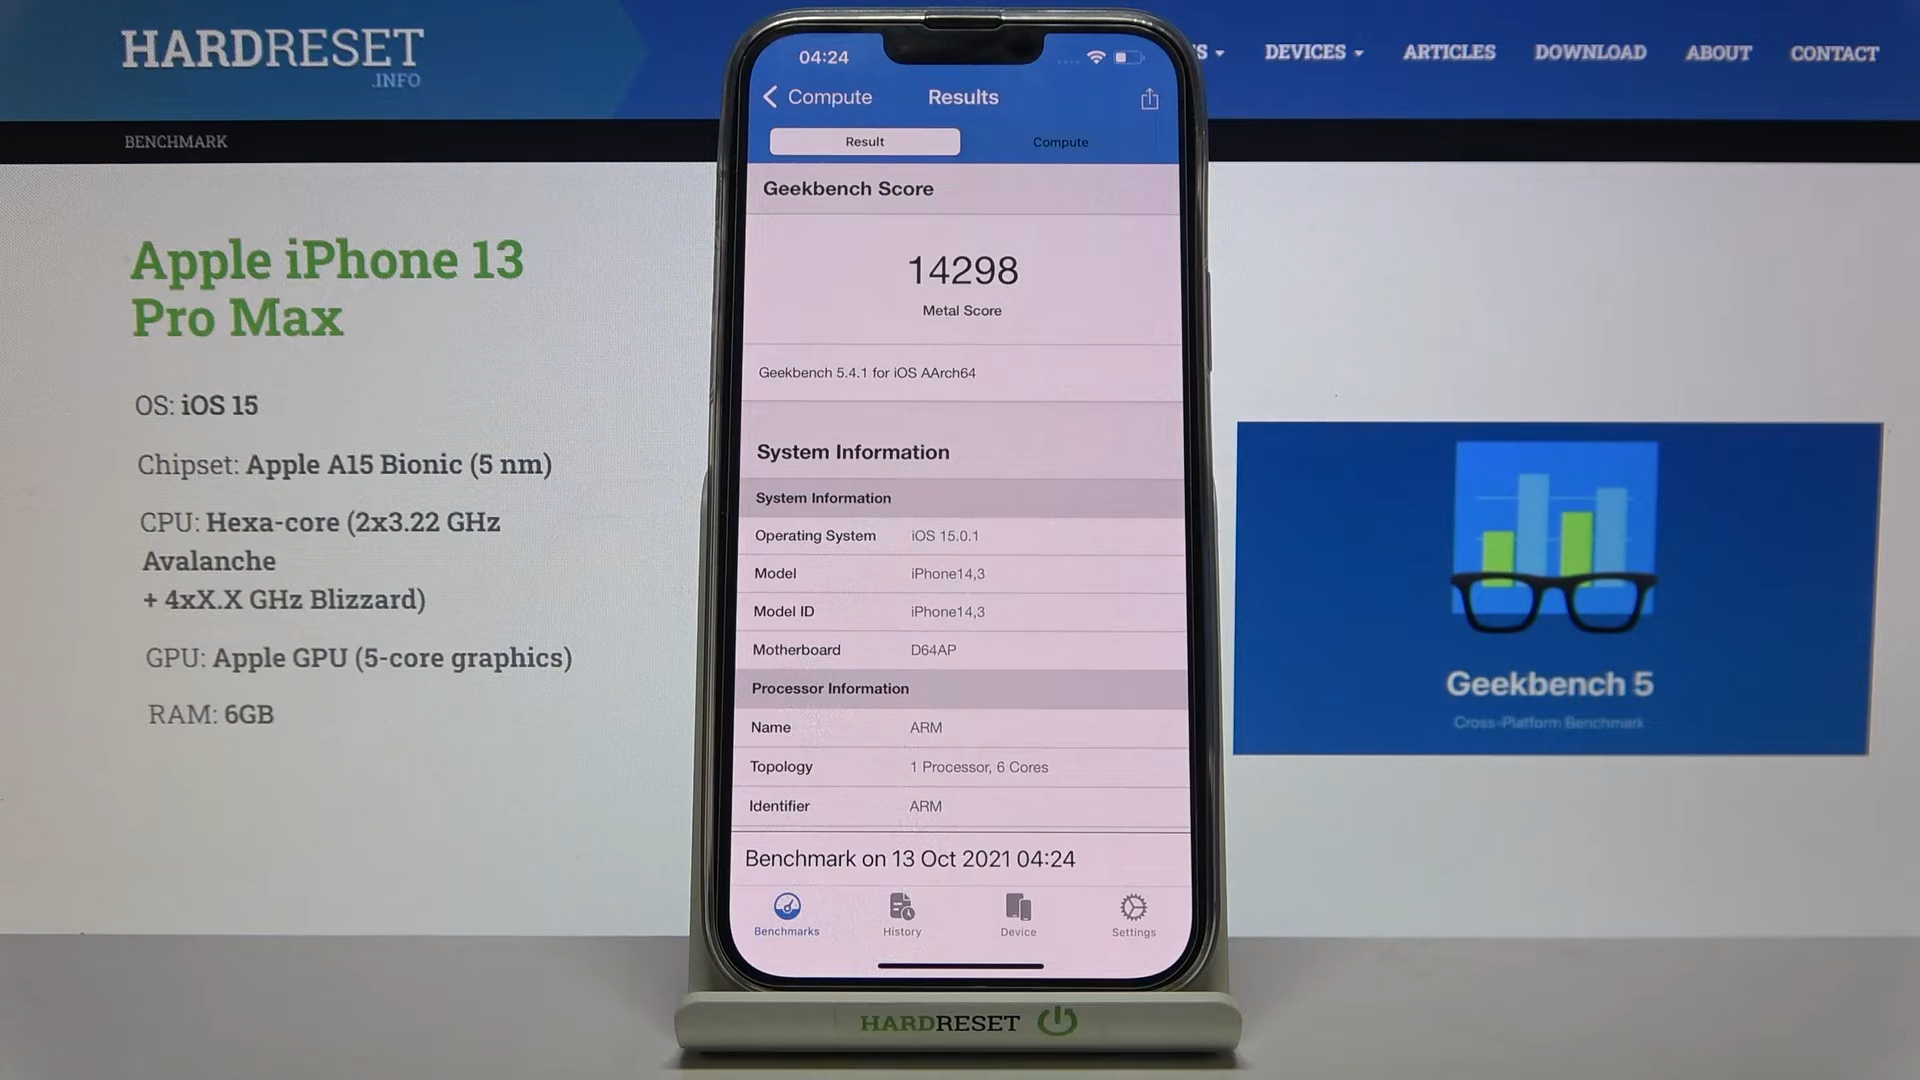 HARDRESET
.INFO
S
DEVICES
ARTICLES
DOWNLOAD
ABOUT
CONTACT
BENCHMARK
Apple iPhone 13
Pro Max
OS: iOS 15
Chipset: Apple A15 Bionic (5 nm)
CPU: Hexa-core (2x3.22 GHz
Avalanche
+ 4xX.X GHz Blizzard)
GPU: Apple GPU (5-core graphics)
RAM: 6GB
04:24
Compute
Results
Result
Compute
Geekbench Score
14298
Metal Score
Geekbench 5.4.1 for iOS AArch64
System Information
System Information
Operating System iOS 15.0.1
Model iPhone14,3
Model ID iPhone14,3
Motherboard D64AP
Processor Information
Name ARM
Topology 1 Processor, 6 Cores
Identifier ARM
Benchmark on 13 Oct 2021 04:24
Benchmarks
History
Device
Settings
Geekbench 5
Cross-Platform Benchmark
HARDRESET